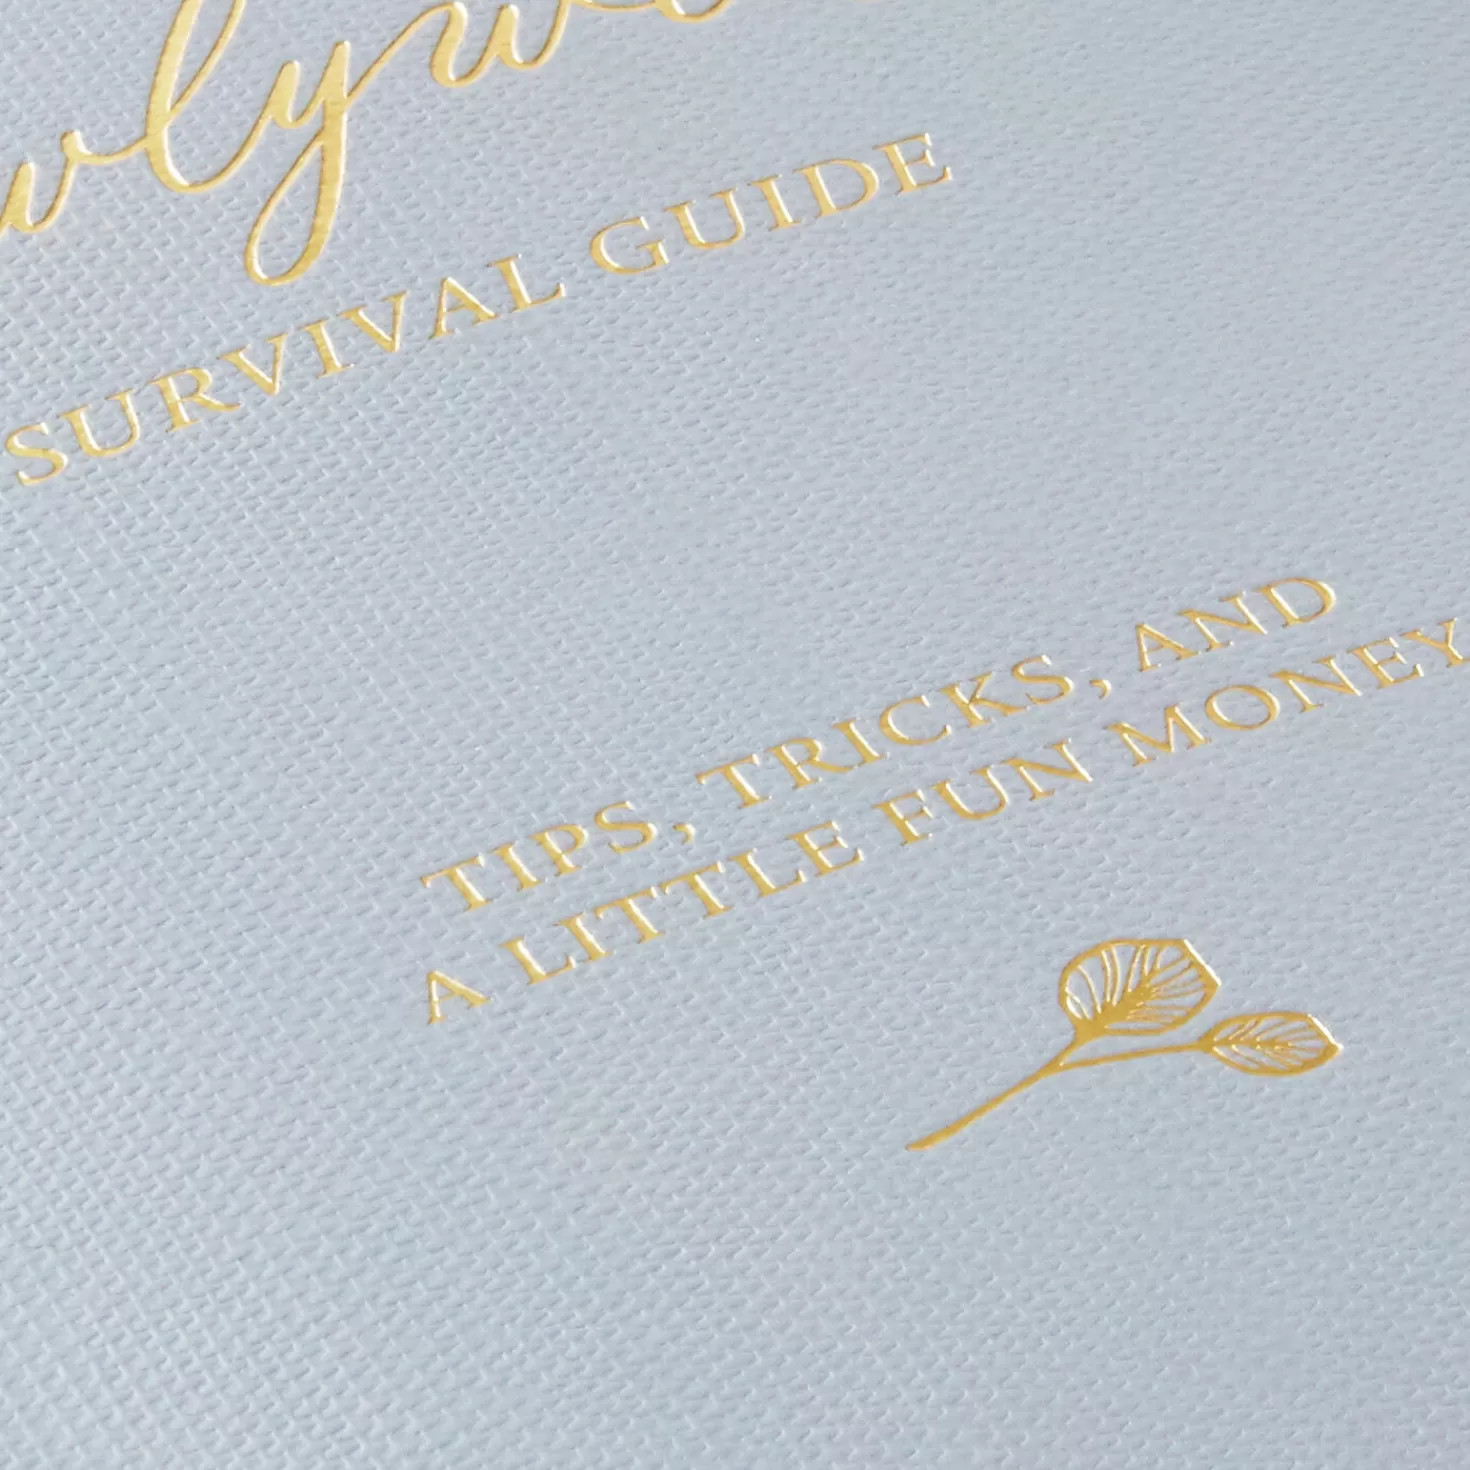 SURVIVAL GUIDE
TIPS, TRICKS, AND
A LITTLE FUN MONEY